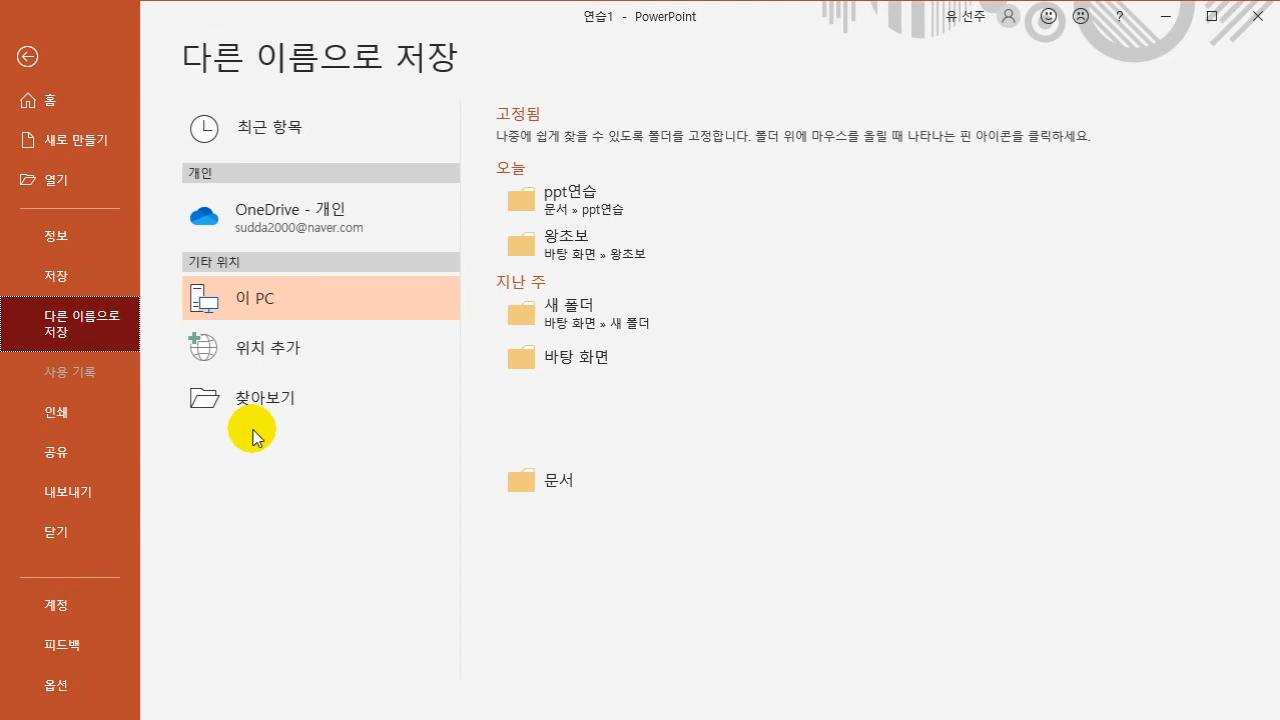 연습1 - PowerPoint
유 선주
?
홈
새로 만들기
열기
정보
저장
다른 이름으로
저장
사용 기록
인쇄
공유
내보내기
닫기
계정
피드백
옵션
다른 이름으로 저장
최근 항목
개인
OneDrive - 개인
sudda2000@naver.com
기타 위치
이 PC
위치 추가
찾아보기
고정됨
나중에 쉽게 찾을 수 있도록 폴더를 고정합니다. 폴더 위에 마우스를 올릴 때 나타나는 핀 아이콘을 클릭하세요.
오늘
ppt연습
문서 » ppt연습
왕초보
바탕 화면 » 왕초보
지난 주
새 폴더
바탕 화면 » 새 폴더
바탕 화면
문서